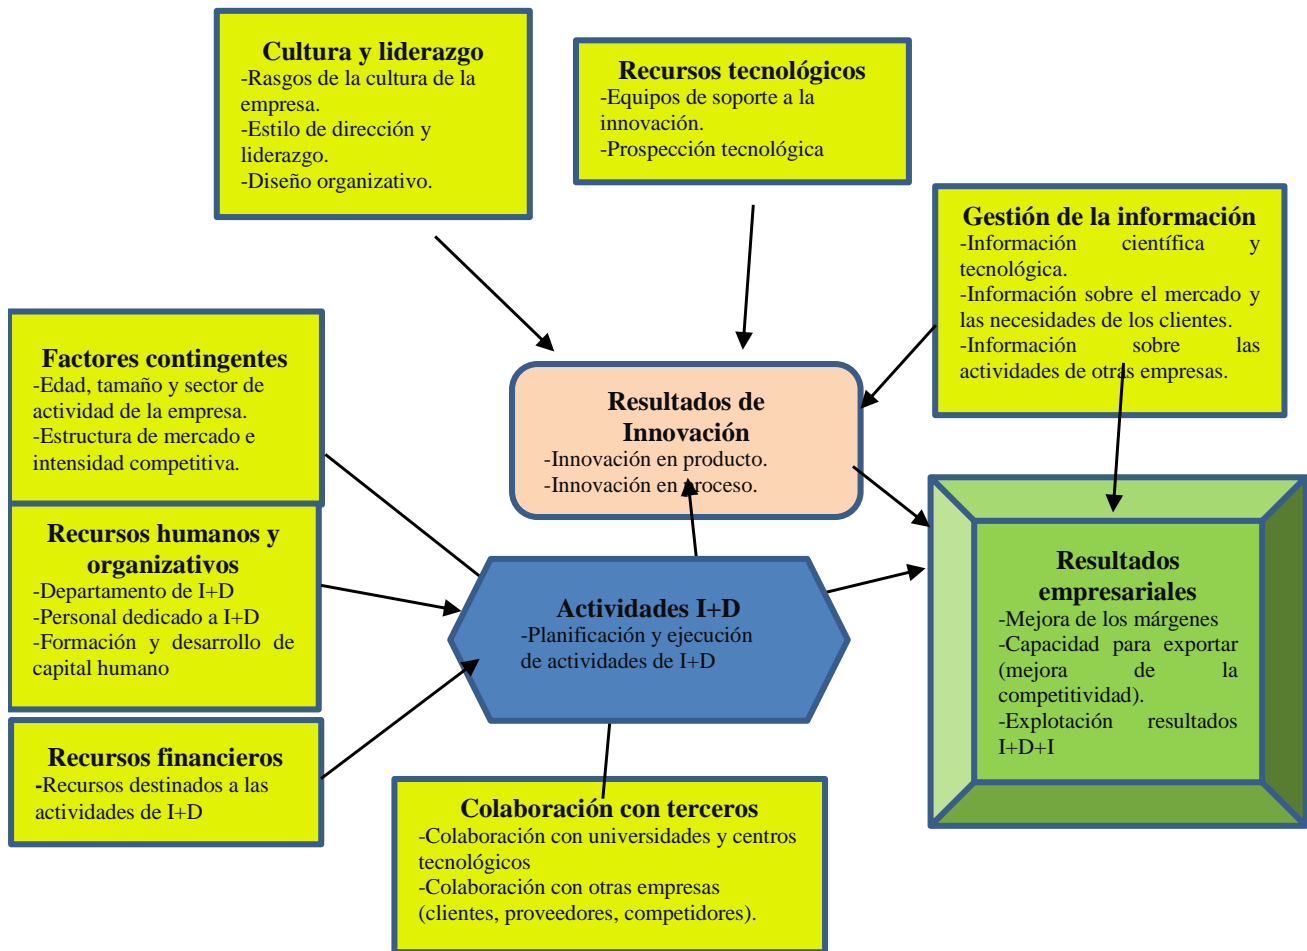 Cultura y liderazgo
-Rasgos de la cultura de la
empresa.
-Estilo de dirección y
liderazgo.
-Diseño organizativo.
Recursos tecnológicos
-Equipos de soporte a la
innovación.
-Prospección tecnológica
Gestión de la información
-Información científica y
tecnológica.
-Información sobre el mercado y
las necesidades de los clientes.
-Información sobre las
actividades de otras empresas.
Factores contingentes
-Edad, tamaño y sector de
actividad de la empresa.
-Estructura de mercado e
intensidad competitiva.
Resultados de
Innovación
-Innovación en producto.
-Innovación en proceso.
Recursos humanos y
organizativos
-Departamento de I+D
-Personal dedicado a I+D
-Formación y desarrollo de
capital humano
Actividades I+D
-Planificación y ejecución
de actividades de I+D
Resultados
empresariales
-Mejora de los márgenes
-Capacidad para exportar
(mejora de la
competitividad).
-Explotación resultados
I+D+I
Recursos financieros
-Recursos destinados a las
actividades de I+D
Colaboración con terceros
-Colaboración con universidades y centros
tecnológicos
-Colaboración con otras empresas
(clientes, proveedores, competidores).